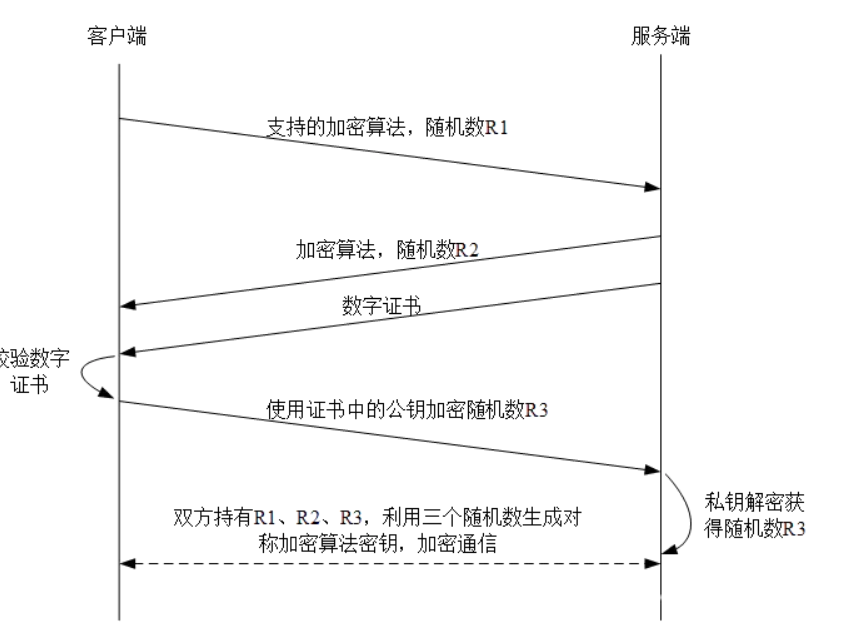 客户端
服务端
支持的加密算法，随机数R1
加密算法，随机数R2
数字证书
校验数字
证书
使用证书中的公钥加密随机数R3
私钥解密获
得随机数R3
双方持有R1、R2、R3，利用三个随机数生成对
称加密算法密钥，加密通信